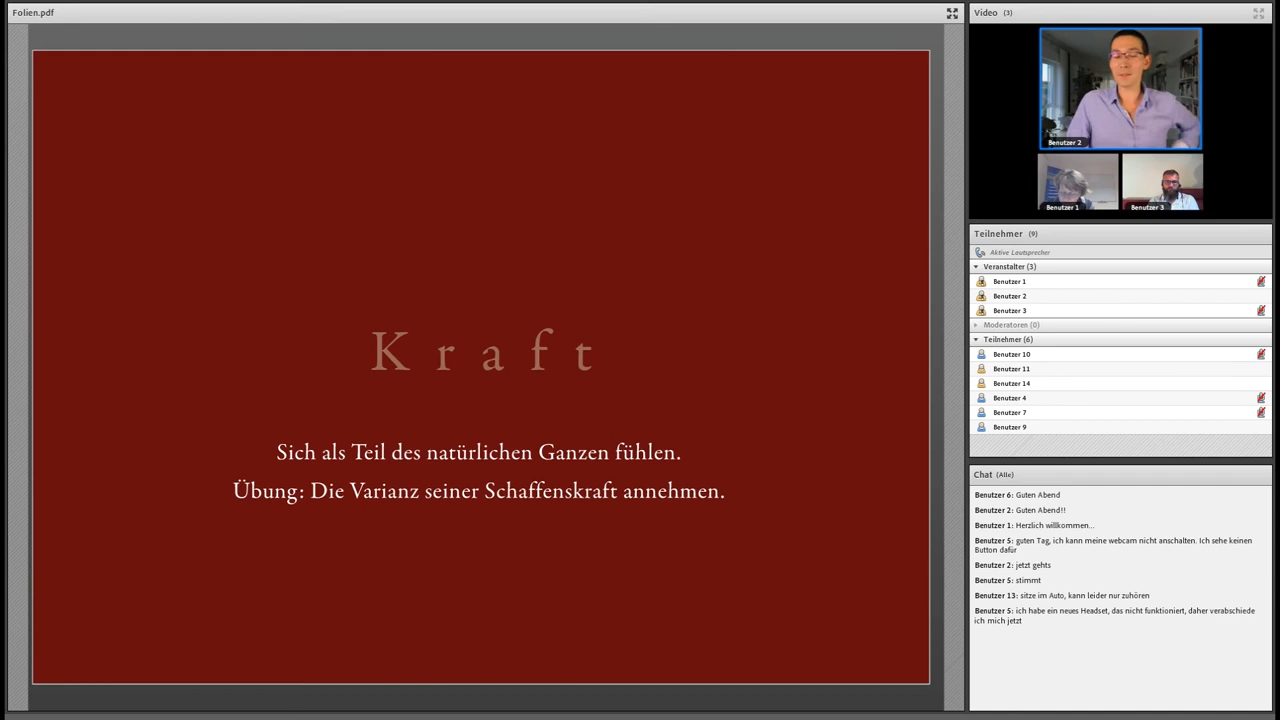 Folien.pdf
K r a f t
Sich als Teil des natürlichen Ganzen fühlen.
Übung: Die Varianz seiner Schaffenskraft annehmen.
Video (3)
Benutzer 2
Benutzer 1
Benutzer 3
Teilnehmer (9)
Aktive Lautsprecher
Veranstalter (3)
Benutzer 1
Benutzer 2
Benutzer 3
Moderatoren (0)
Teilnehmer (6)
Benutzer 10
Benutzer 11
Benutzer 14
Benutzer 4
Benutzer 7
Benutzer 9
Chat (Alle)
Benutzer 6: Guten Abend
Benutzer 2: Guten Abend!!
Benutzer 1: Herzlich willkommen...
Benutzer 5: guten Tag, ich kann meine webcam nicht anschalten. Ich sehe keinen
Button dafür
Benutzer 2: jetzt gehts
Benutzer 5: stimmt
Benutzer 13: sitze im Auto, kann leider nur zuhören
Benutzer 5: ich habe ein neues Headset, das nicht funktioniert, daher verabschiede
ich mich jetzt